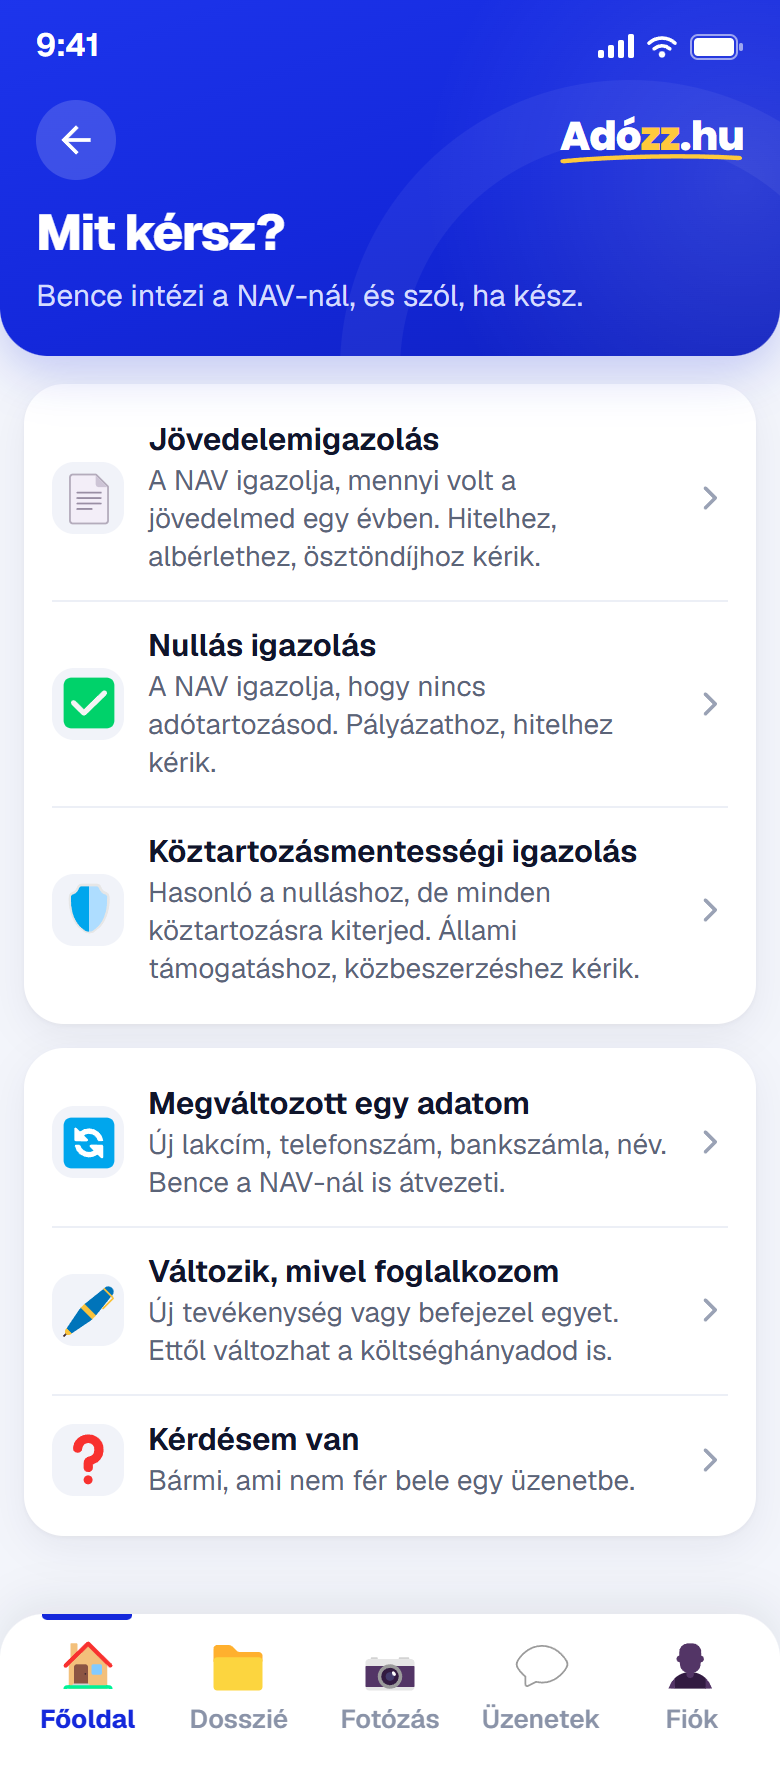 9:41
Adózz.hu
Mit kérsz?
Bence intézi a NAV-nál, és szól, ha kész.
Jövedelemigazolás
A NAV igazolja, mennyi volt a
jövedelmed egy évben. Hitelhez,
albérlethez, ösztöndíjhoz kérik.
Nullás igazolás
A NAV igazolja, hogy nincs
adótartozásod. Pályázathoz, hitelhez
kérik.
Köztartozásmentességi igazolás
Hasonló a nulláshoz, de minden
köztartozásra kiterjed. Állami
támogatáshoz, közbeszerzéshez kérik.
Megváltozott egy adatom
Új lakcím, telefonszám, bankszámla, név.
Bence a NAV-nál is átvezeti.
Változik, mivel foglalkozom
Új tevékenység vagy befejezel egyet.
Ettől változhat a költséghányadod is.
Kérdésem van
Bármi, ami nem fér bele egy üzenetbe.
Főoldal
Dosszié
Fotózás
Üzenetek
Fiók